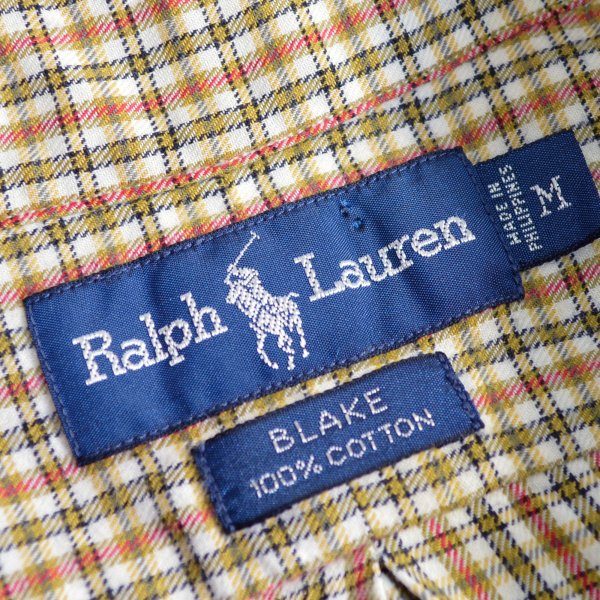 Ralph Lauren
MADE IN
PHILIPPINES
M
BLAKE
100% COTTON